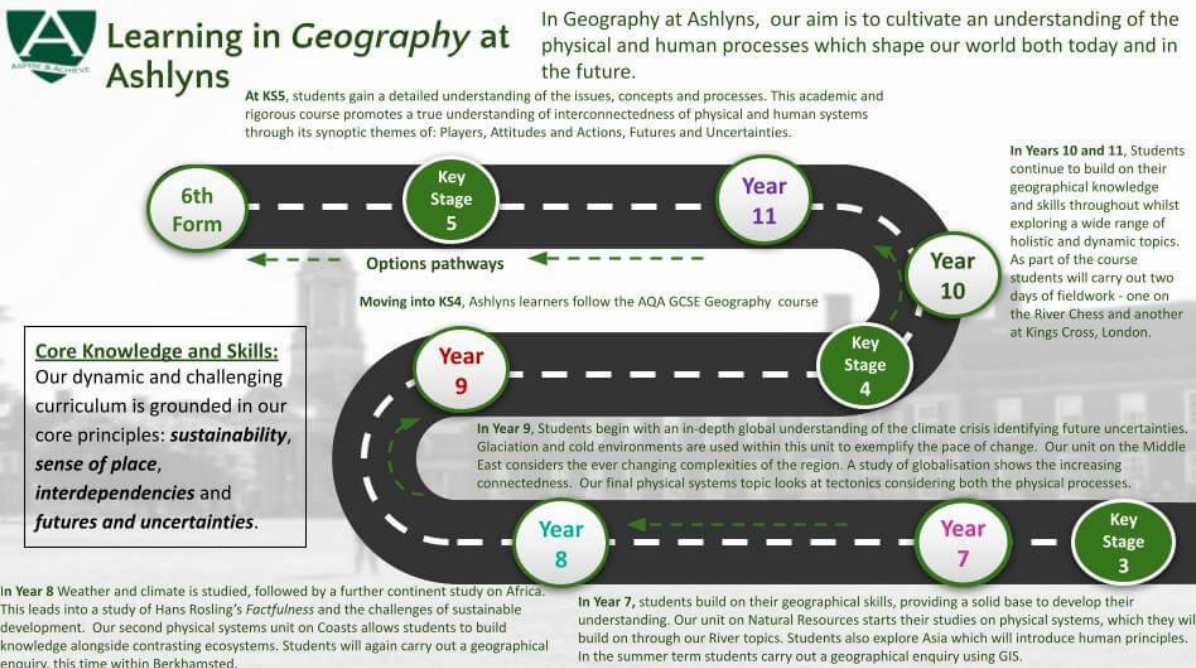 Learning in Geography at
Ashlyns
ASPIRE & ACHIEVE
In Geography at Ashlyns, our aim is to cultivate an understanding of the
physical and human processes which shape our world both today and in
the future.
At KS5, students gain a detailed understanding of the issues, concepts and processes. This academic and
rigorous course promotes a true understanding of interconnectedness of physical and human systems
through its synoptic themes of: Players, Attitudes and Actions, Futures and Uncertainties.
6th
Form
Key
Stage
5
Year
11
Year
10
In Years 10 and 11, Students
continue to build on their
geographical knowledge
and skills throughout whilst
exploring a wide range of
holistic and dynamic topics.
As part of the course
students will carry out two
days of fieldwork - one on
the River Chess and another
at Kings Cross, London.
Options pathways
Moving into KS4, Ashlyns learners follow the AQA GCSE Geography course
Year
9
Key
Stage
4
Core Knowledge and Skills:
Our dynamic and challenging
curriculum is grounded in our
core principles: sustainability,
sense of place,
interdependencies and
futures and uncertainties.
In Year 9, Students begin with an in-depth global understanding of the climate crisis identifying future uncertainties.
Glaciation and cold environments are used within this unit to exemplify the pace of change. Our unit on the Middle
East considers the ever changing complexities of the region. A study of globalisation shows the increasing
connectedness. Our final physical systems topic looks at tectonics considering both the physical processes.
Year
8
Year
7
Key
Stage
3
In Year 8 Weather and climate is studied, followed by a further continent study on Africa.
This leads into a study of Hans Rosling's Factfulness and the challenges of sustainable
development. Our second physical systems unit on Coasts allows students to build
knowledge alongside contrasting ecosystems. Students will again carry out a geographical
enquiry, this time within Berkhamsted.
In Year 7, students build on their geographical skills, providing a solid base to develop their
understanding. Our unit on Natural Resources starts their studies on physical systems, which they will
build on through our River topics. Students also explore Asia which will introduce human principles.
In the summer term students carry out a geographical enquiry using GIS.